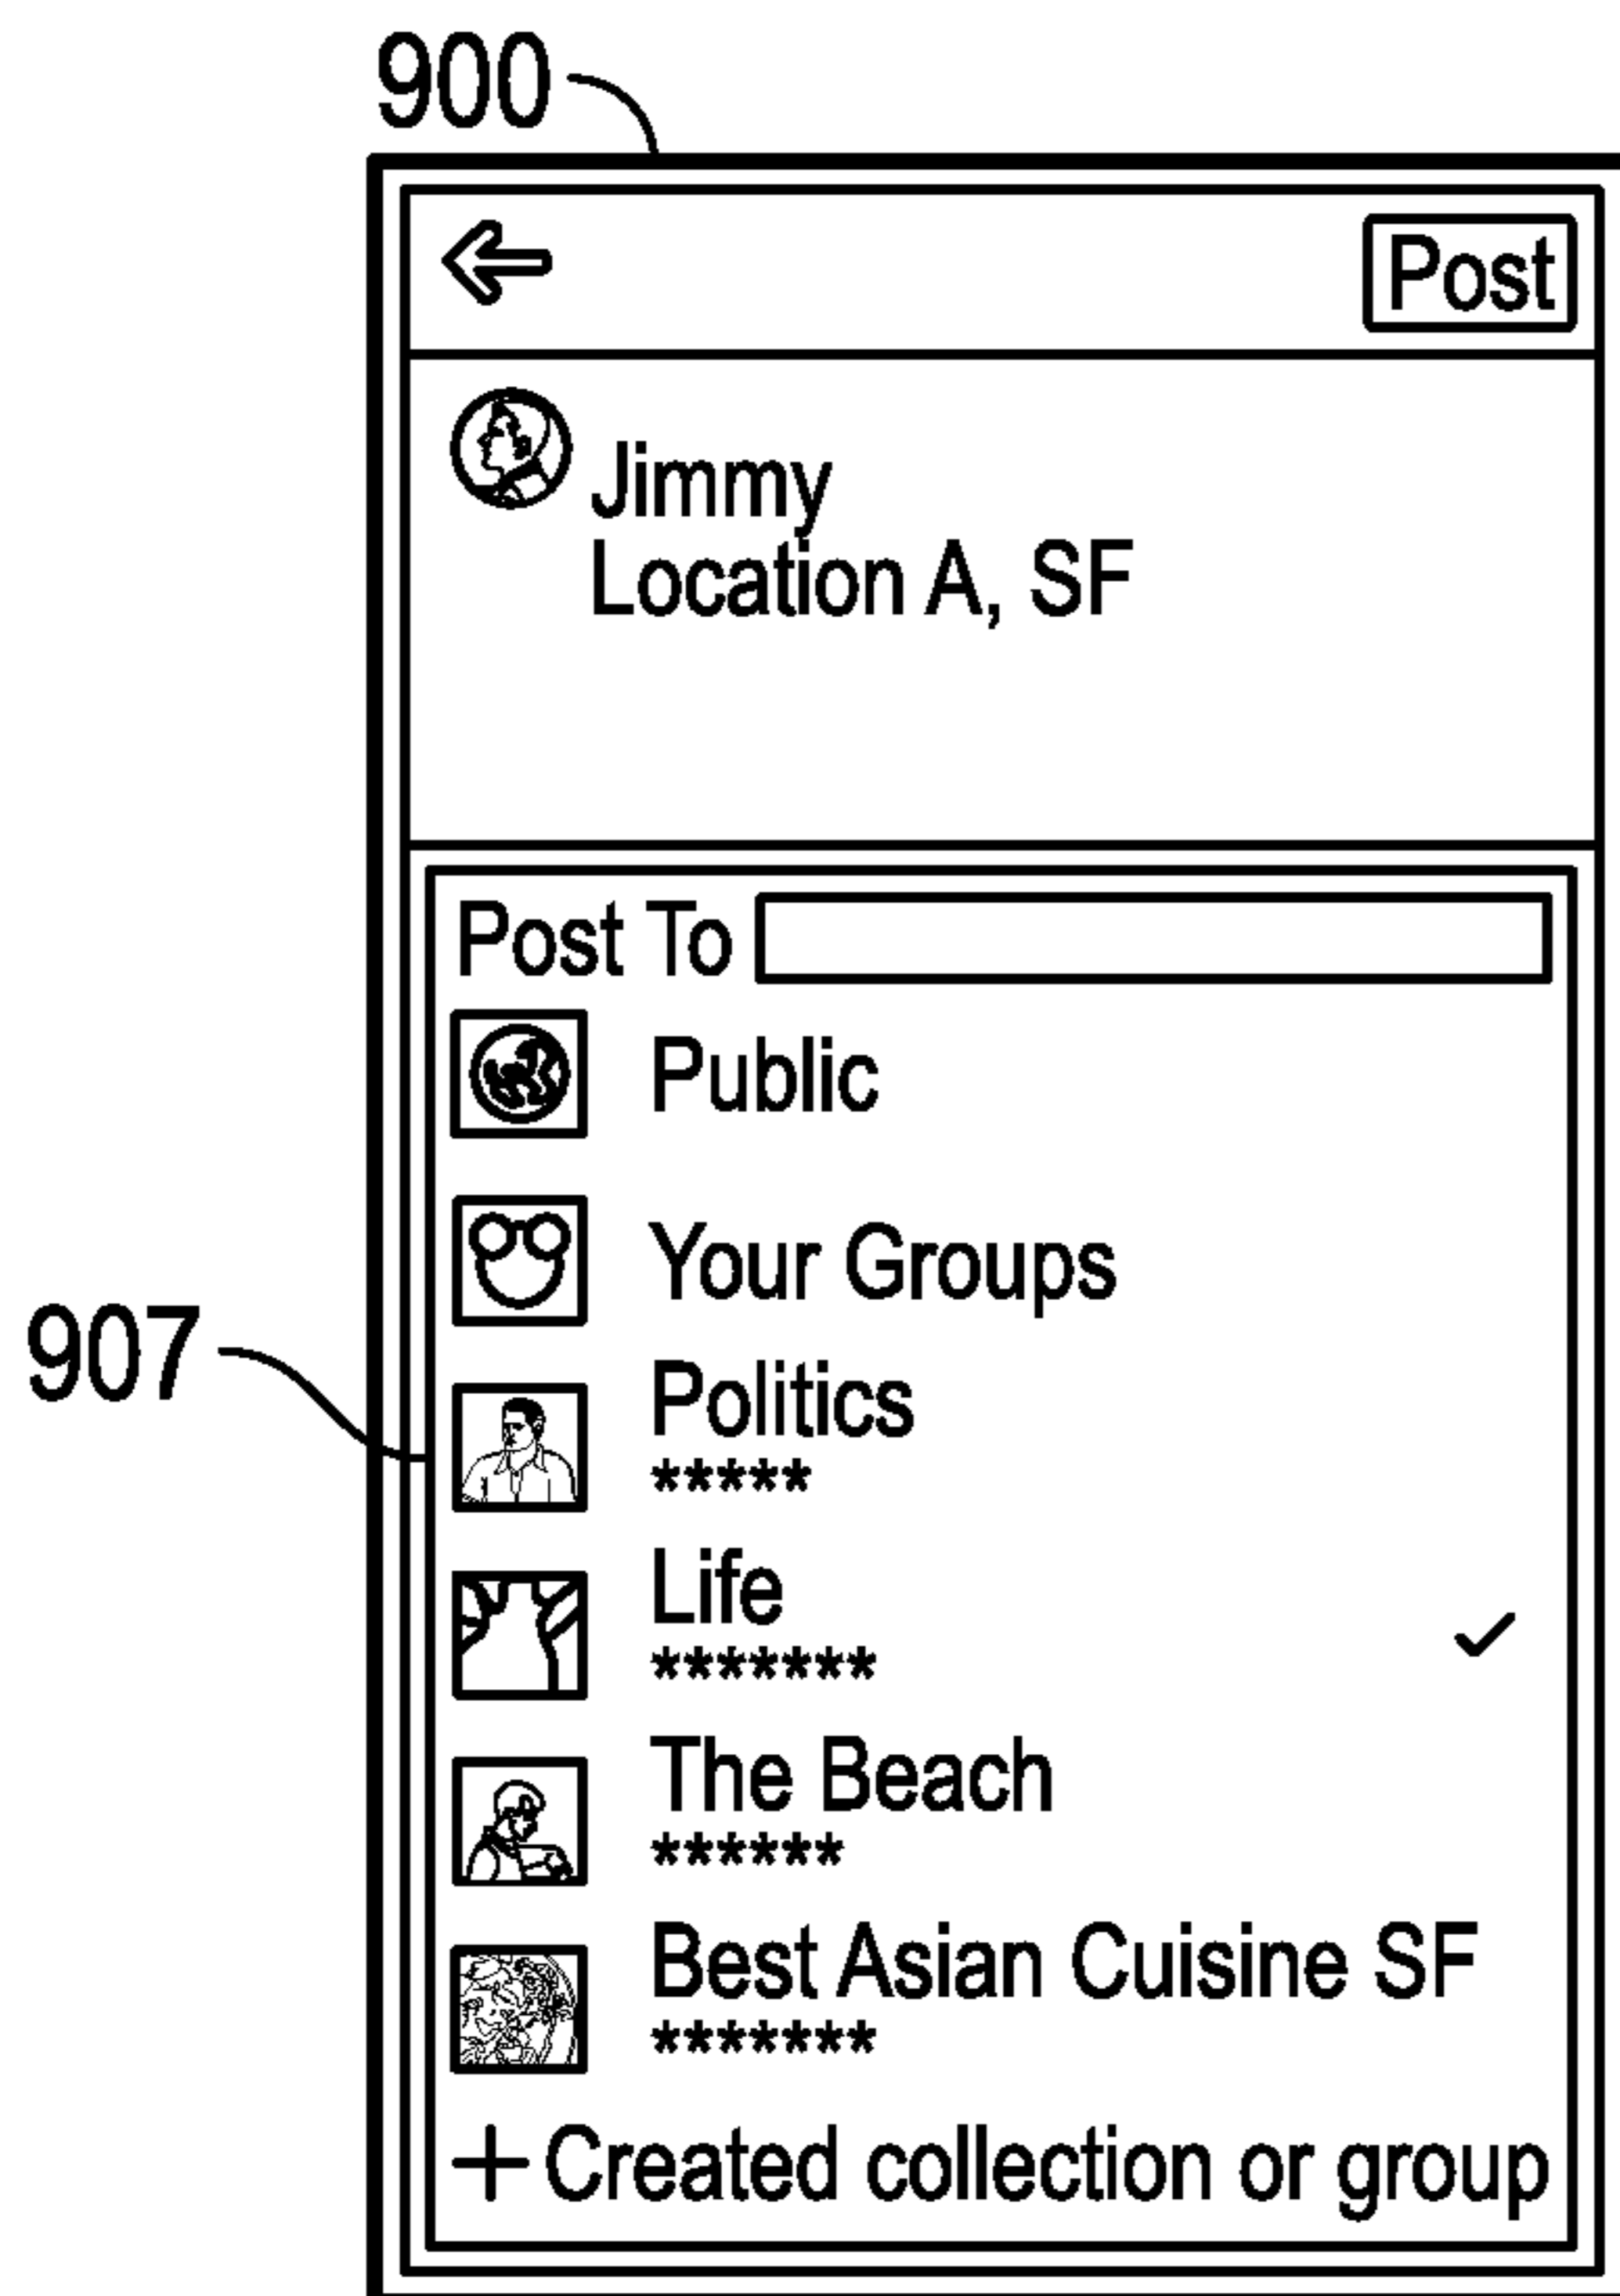 900
Post
Jimmy
Location A, SF
Post To
Public
Your Groups
907
Politics
*****
Life
*******
The Beach
******
Best Asian Cuisine SF
*******
+ Created collection or group